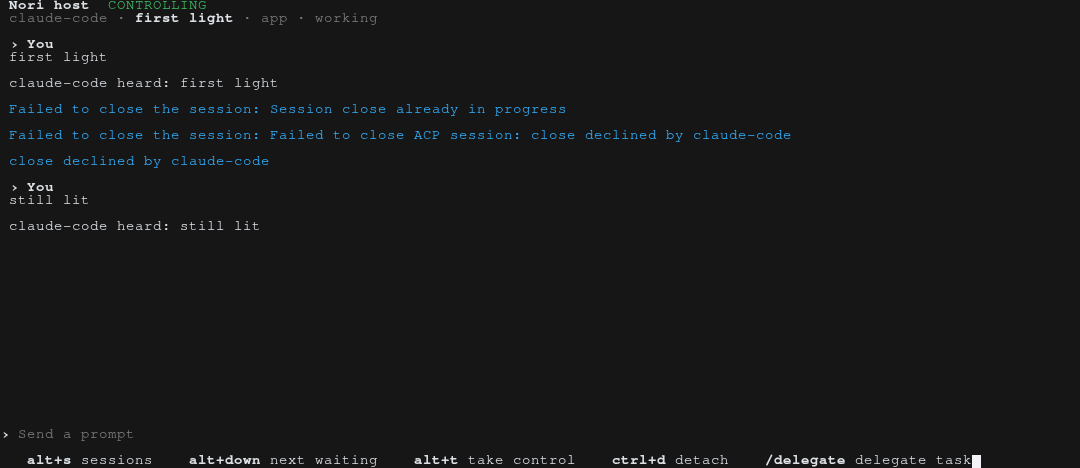 Nori host CONTROLLING
claude-code · first light · app · working
› You
first light
claude-code heard: first light
Failed to close the session: Session close already in progress
Failed to close the session: Failed to close ACP session: close declined by claude-code
close declined by claude-code
› You
still lit
claude-code heard: still lit
› Send a prompt
alt+s sessions alt+down next waiting alt+t take control ctrl+d detach /delegate delegate task